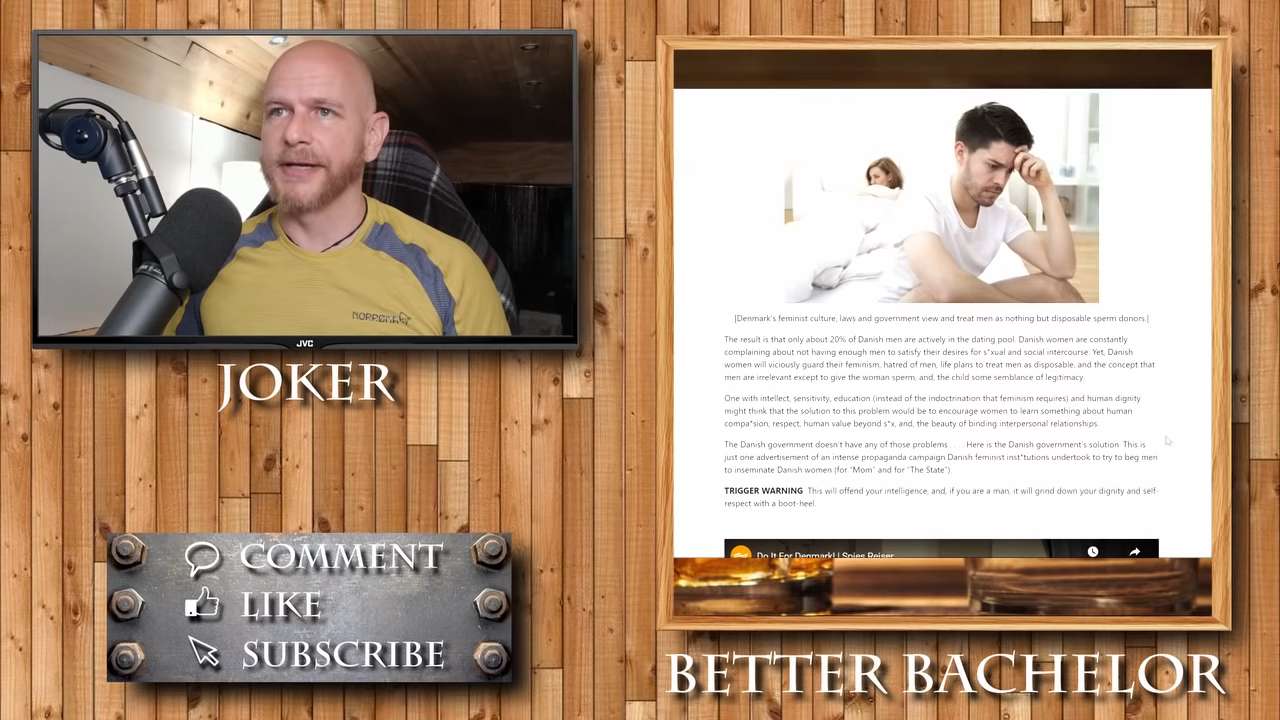 NORRØNA
JVC
JOKER
COMMENT
LIKE
SUBSCRIBE
[Denmark's feminist culture, laws and government view and treat men as nothing but disposable sperm donors.]
The result is that only about 20% of Danish men are actively in the dating pool. Danish women are constantly
complaining about not having enough men to satisfy their desires for s*xual and social intercourse. Yet, Danish
women will viciously guard their feminism, hatred of men, life plans to treat men as disposable, and the concept that
men are irrelevant except to give the woman sperm, and, the child some semblance of legitimacy.
One with intellect, sensitivity, education (instead of the indoctrination that feminism requires) and human dignity
might think that the solution to this problem would be to encourage women to learn something about human
compa*sion, respect, human value beyond s*x, and, the beauty of binding interpersonal relationships.
The Danish government doesn't have any of those problems . . . Here is the Danish government's solution. This is
just one advertisement of an intense propaganda campaign Danish feminist inst*tutions undertook to try to beg men
to inseminate Danish women (for "Mom" and for "The State").
TRIGGER WARNING This will offend your intelligence, and, if you are a man, it will grind down your dignity and self-
respect with a boot-heel.
Do It For Denmark! | Spies Rejser
BETTER BACHELOR